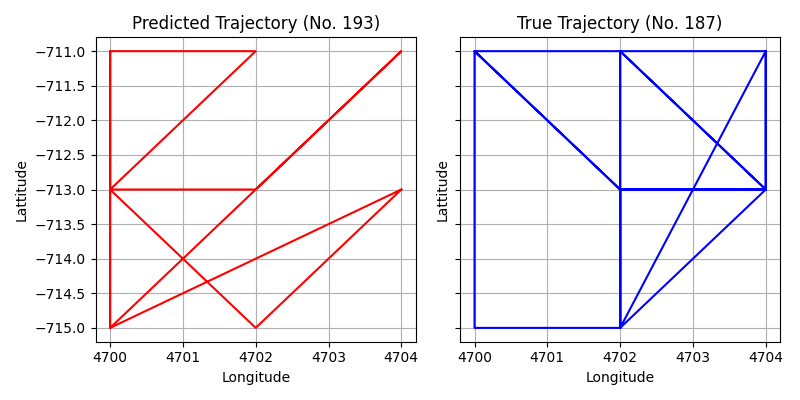 Predicted Trajectory (No. 193)
True Trajectory (No. 187)
−711.0
−711.5
−712.0
−712.5
−713.0
−713.5
−714.0
−714.5
−715.0
Lattitude
Lattitude
4700 4701 4702 4703 4704
4700 4701 4702 4703 4704
Longitude
Longitude